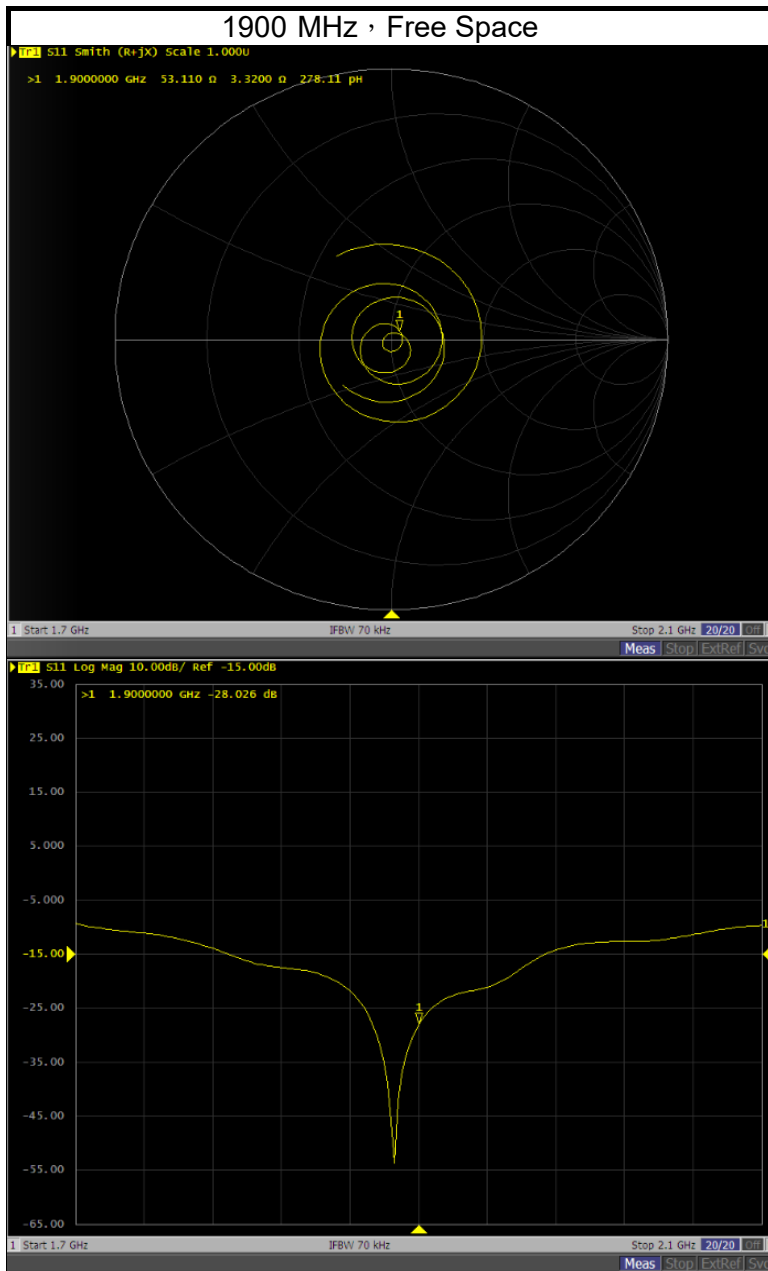 1900 MHz，Free Space
Tr1 S11 Smith (R+jX) Scale 1.000U
>1 1.9000000 GHz 53.110 Ω 3.3200 Ω 278.11 pH
1
1 Start 1.7 GHz IFBW 70 kHz Stop 2.1 GHz 20/20 Off
Meas Stop ExtRef Svc
Tr1 S11 Log Mag 10.00dB/ Ref -15.00dB
35.00
>1 1.9000000 GHz -28.026 dB
25.00
15.00
5.000
-5.000
1
-15.00
1
-25.00
-35.00
-45.00
-55.00
-65.00
1 Start 1.7 GHz IFBW 70 kHz Stop 2.1 GHz 20/20 Off
Meas Stop ExtRef Svc